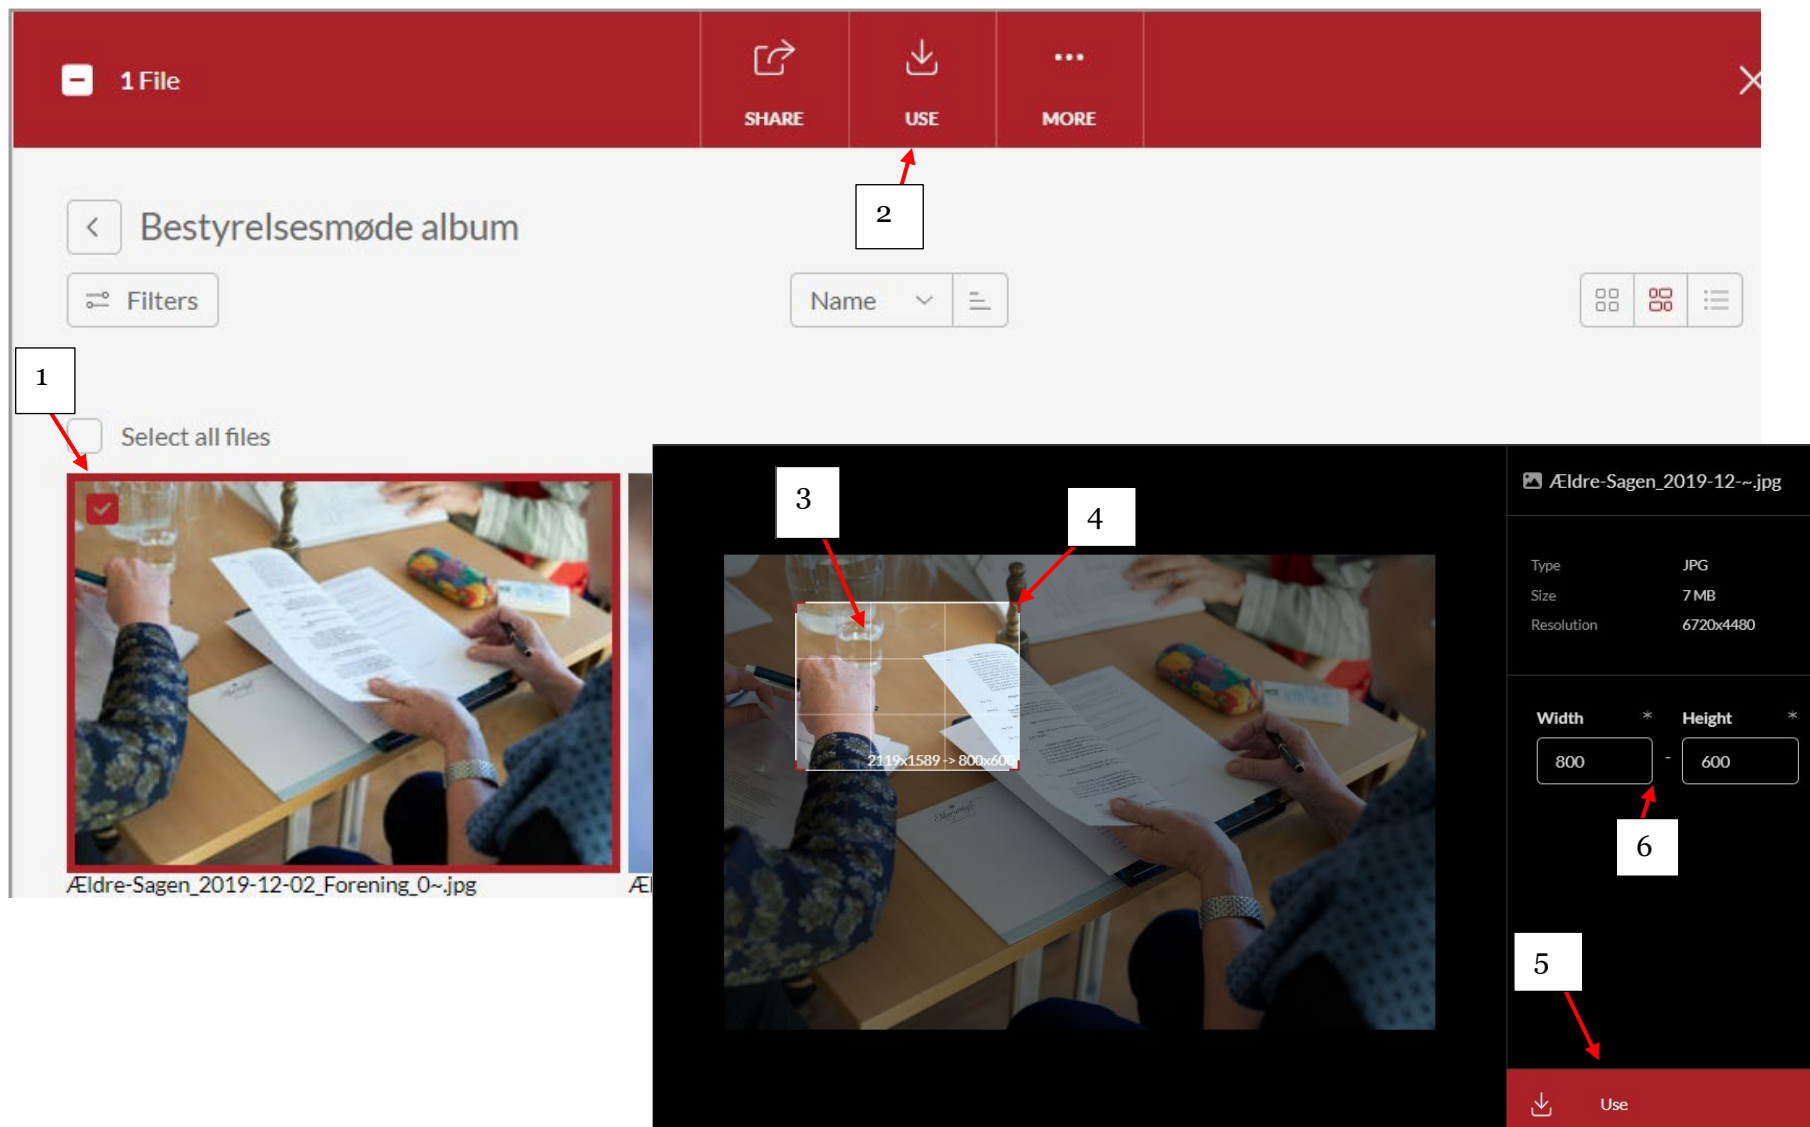 1 File
SHARE
USE
MORE
2
Bestyrelsesmøde album
Filters
Name
1
Select all files
Ældre-Sagen_2019-12-02_Forening_0~.jpg
Æl
3
4
2119x1589 -> 800x600
Ældre-Sagen_2019-12-~.jpg
Type JPG
Size 7 MB
Resolution 6720x4480
Width * Height *
800 - 600
6
5
Use